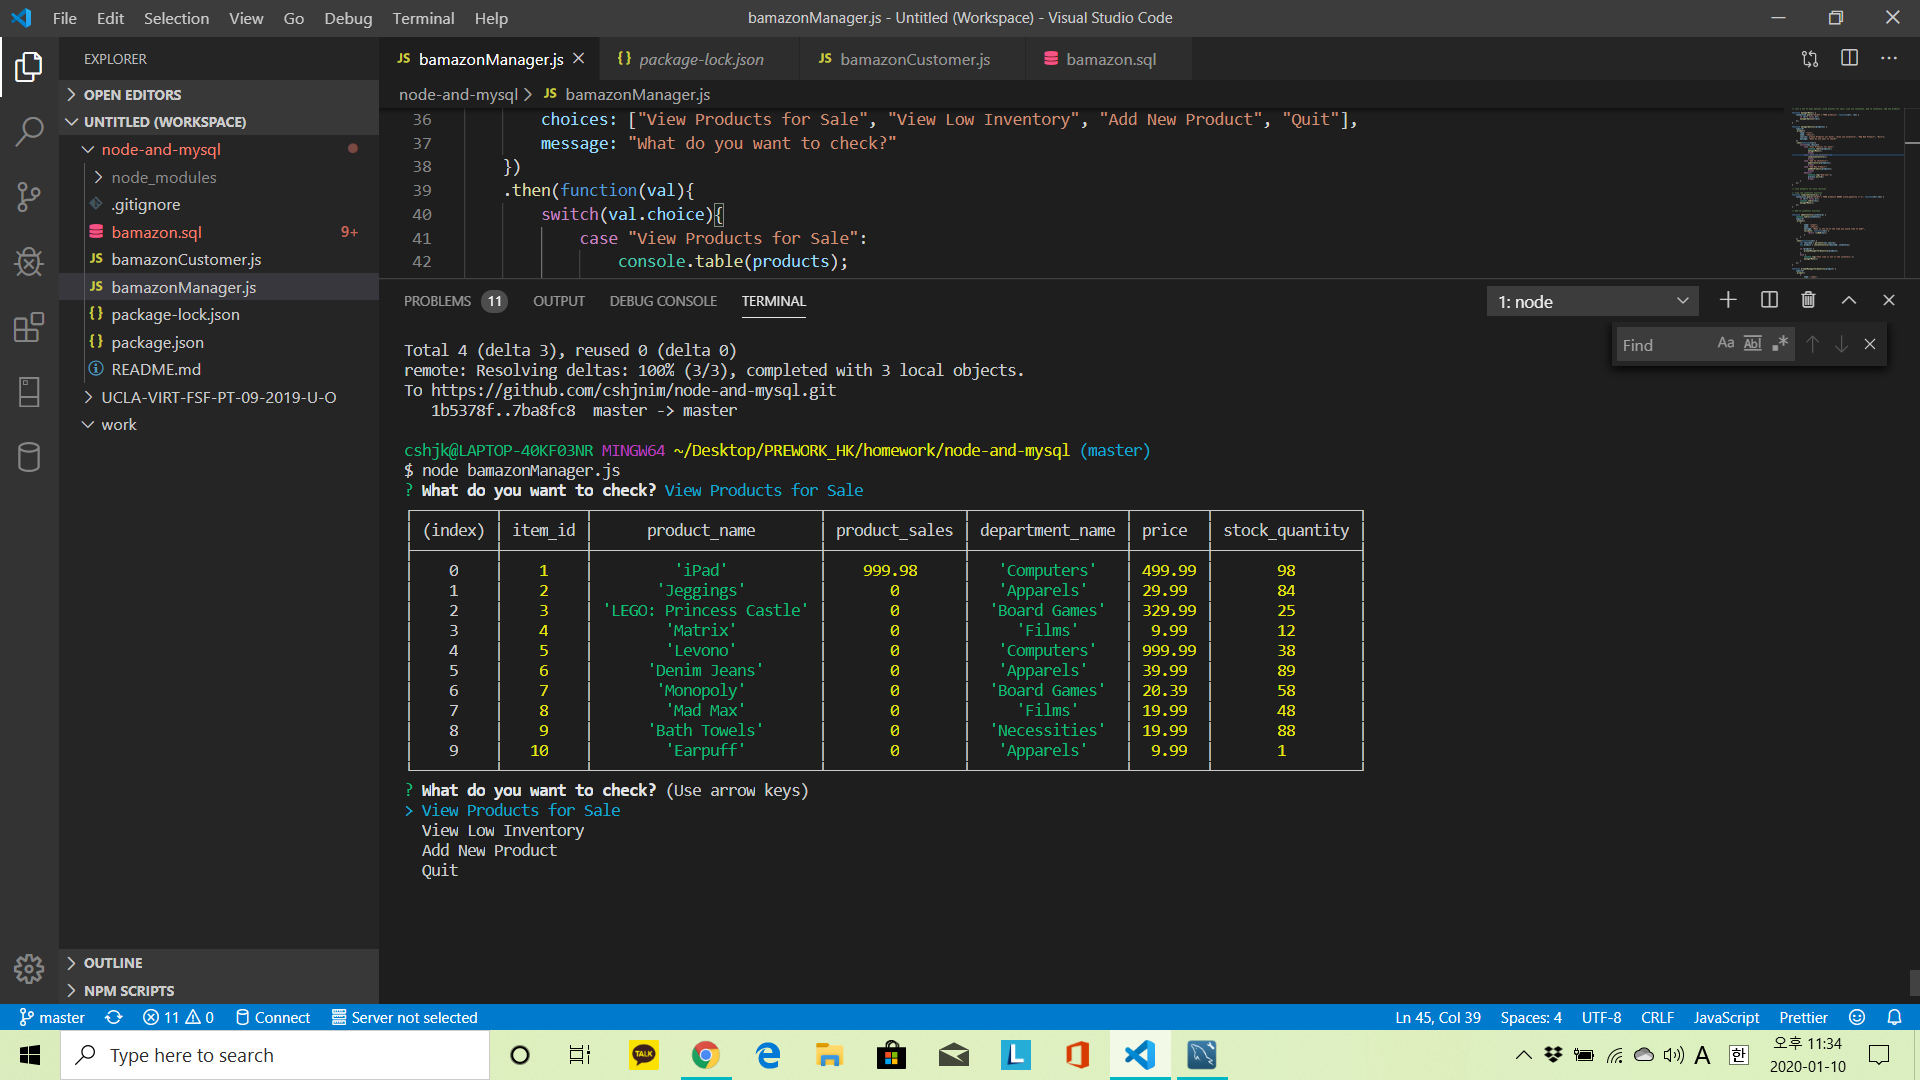 File Edit Selection View Go Debug Terminal Help
bamazonManager.js - Untitled (Workspace) - Visual Studio Code
EXPLORER
OPEN EDITORS
UNTITLED (WORKSPACE)
node-and-mysql
node_modules
.gitignore
bamazon.sql 9+
JS bamazonCustomer.js
JS bamazonManager.js
{} package-lock.json
{} package.json
README.md
UCLA-VIRT-FSF-PT-09-2019-U-O
work
OUTLINE
NPM SCRIPTS
JS bamazonManager.js {} package-lock.json JS bamazonCustomer.js bamazon.sql
node-and-mysql > JS bamazonManager.js
36 choices: ["View Products for Sale", "View Low Inventory", "Add New Product", "Quit"],
37 message: "What do you want to check?"
38 })
39 .then(function(val){
40 switch(val.choice){
41 case "View Products for Sale":
42 console.table(products);
PROBLEMS 11 OUTPUT DEBUG CONSOLE TERMINAL
1: node
Find Aa Abl
Total 4 (delta 3), reused 0 (delta 0)
remote: Resolving deltas: 100% (3/3), completed with 3 local objects.
To https://github.com/cshjnim/node-and-mysql.git
1b5378f..7ba8fc8 master -> master
cshjk@LAPTOP-40KF03NR MINGW64 ~/Desktop/PREWORK_HK/homework/node-and-mysql (master)
$ node bamazonManager.js
? What do you want to check? View Products for Sale
(index) item_id product_name product_sales department_name price stock_quantity
0 1 'iPad' 999.98 'Computers' 499.99 98
1 2 'Jeggings' 0 'Apparels' 29.99 84
2 3 'LEGO: Princess Castle' 0 'Board Games' 329.99 25
3 4 'Matrix' 0 'Films' 9.99 12
4 5 'Levono' 0 'Computers' 999.99 38
5 6 'Denim Jeans' 0 'Apparels' 39.99 89
6 7 'Monopoly' 0 'Board Games' 20.39 58
7 8 'Mad Max' 0 'Films' 19.99 48
8 9 'Bath Towels' 0 'Necessities' 19.99 88
9 10 'Earpuff' 0 'Apparels' 9.99 1
? What do you want to check? (Use arrow keys)
> View Products for Sale
View Low Inventory
Add New Product
Quit
master 11 0 Connect Server not selected
Ln 45, Col 39 Spaces: 4 UTF-8 CRLF JavaScript Prettier
Type here to search
TALK
A 한
오후 11:34
2020-01-10